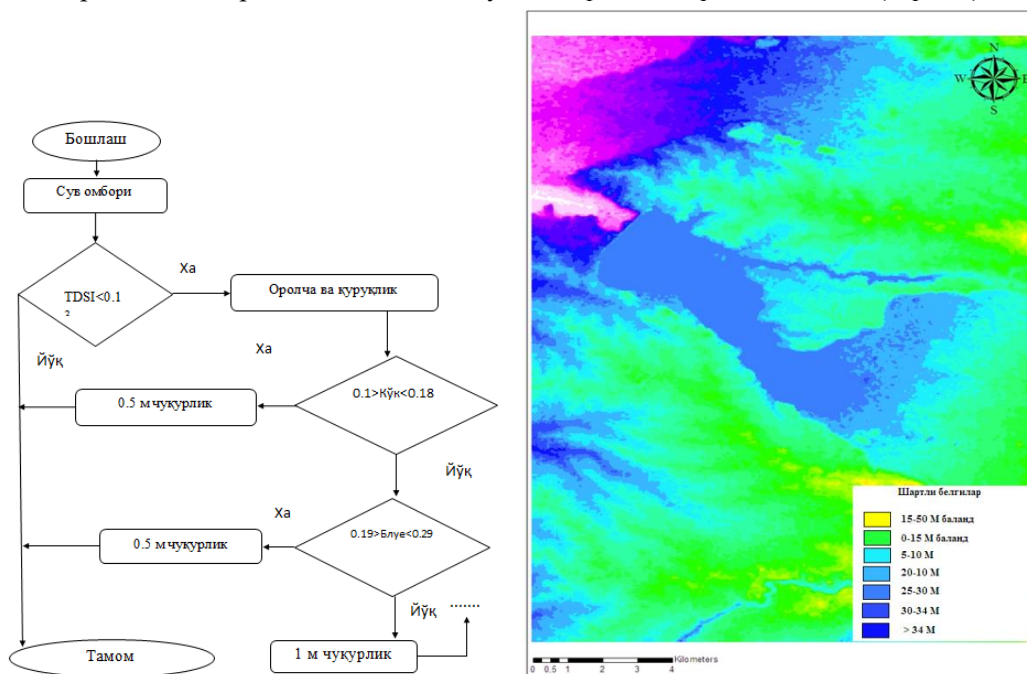 Бошлаш
Сув омбори
TDSI<0.1
2
Ха
Оролча ва қуруқлик
Йўқ
Ха
0.1>Кўк<0.18
0.5 м чуқурлик
Йўқ
Ха
0.19>Блуе<0.29
0.5 м чуқурлик
Йўқ
.......
1 м чуқурлик
Тамом
N
W E
S
Шартли белгилар
15-50 М баланд
0-15 М баланд
5-10 М
20-10 М
25-30 М
30-34 М
> 34 М
Kilometers
0 0.5 1 2 3 4